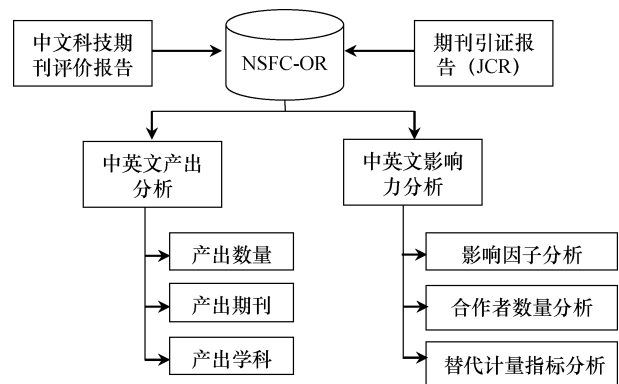 中文科技期
刊评价报告
NSFC-OR
期刊引证报
告（JCR）
中英文产出
分析
中英文影响
力分析
产出数量
产出期刊
产出学科
影响因子分析
合作者数量分析
替代计量指标分析